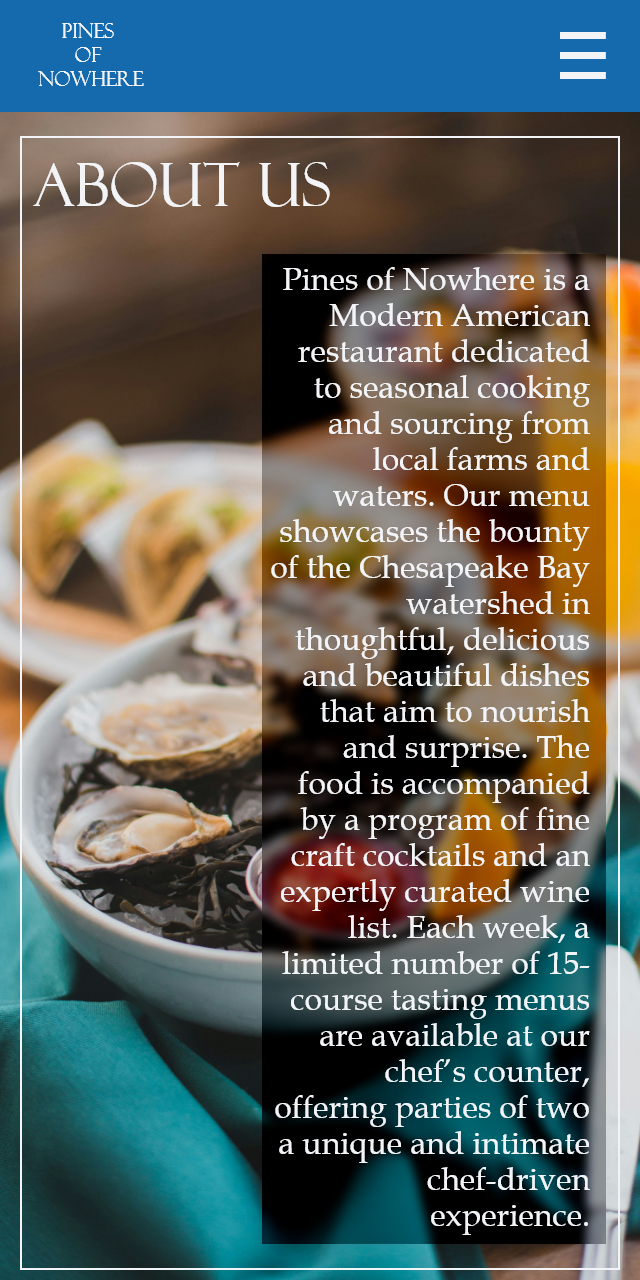 PINES
OF
NOWHERE
ABOUT US
Pines of Nowhere is a
Modern American
restaurant dedicated
to seasonal cooking
and sourcing from
local farms and
waters. Our menu
showcases the bounty
of the Chesapeake Bay
watershed in
thoughtful, delicious
and beautiful dishes
that aim to nourish
and surprise. The
food is accompanied
by a program of fine
craft cocktails and an
expertly curated wine
list. Each week, a
limited number of 15-
course tasting menus
are available at our
chef’s counter,
offering parties of two
a unique and intimate
chef-driven
experience.